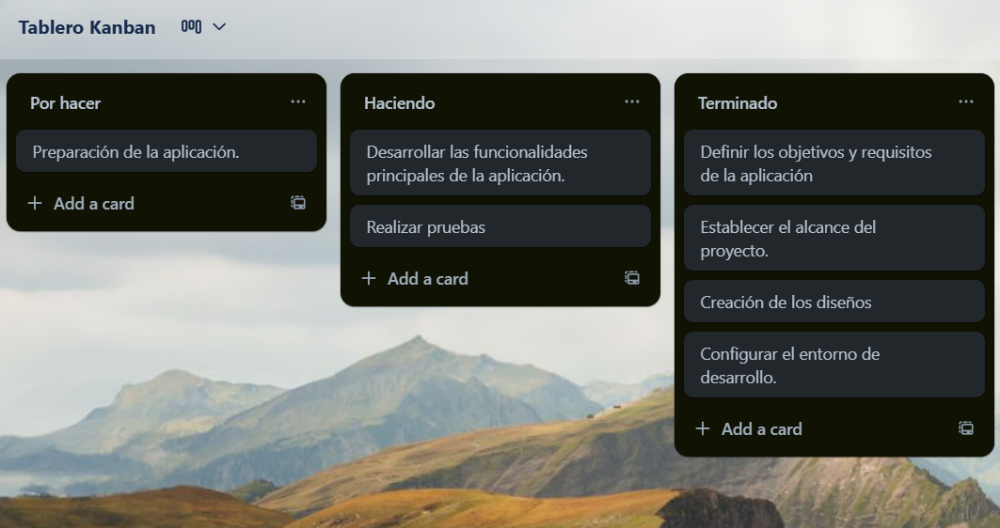 Tablero Kanban
Por hacer
Preparación de la aplicación.
Add a card
Haciendo
Desarrollar las funcionalidades
principales de la aplicación.
Realizar pruebas
Add a card
Terminado
Definir los objetivos y requisitos
de la aplicación
Establecer el alcance del
proyecto.
Creación de los diseños
Configurar el entorno de
desarrollo.
Add a card